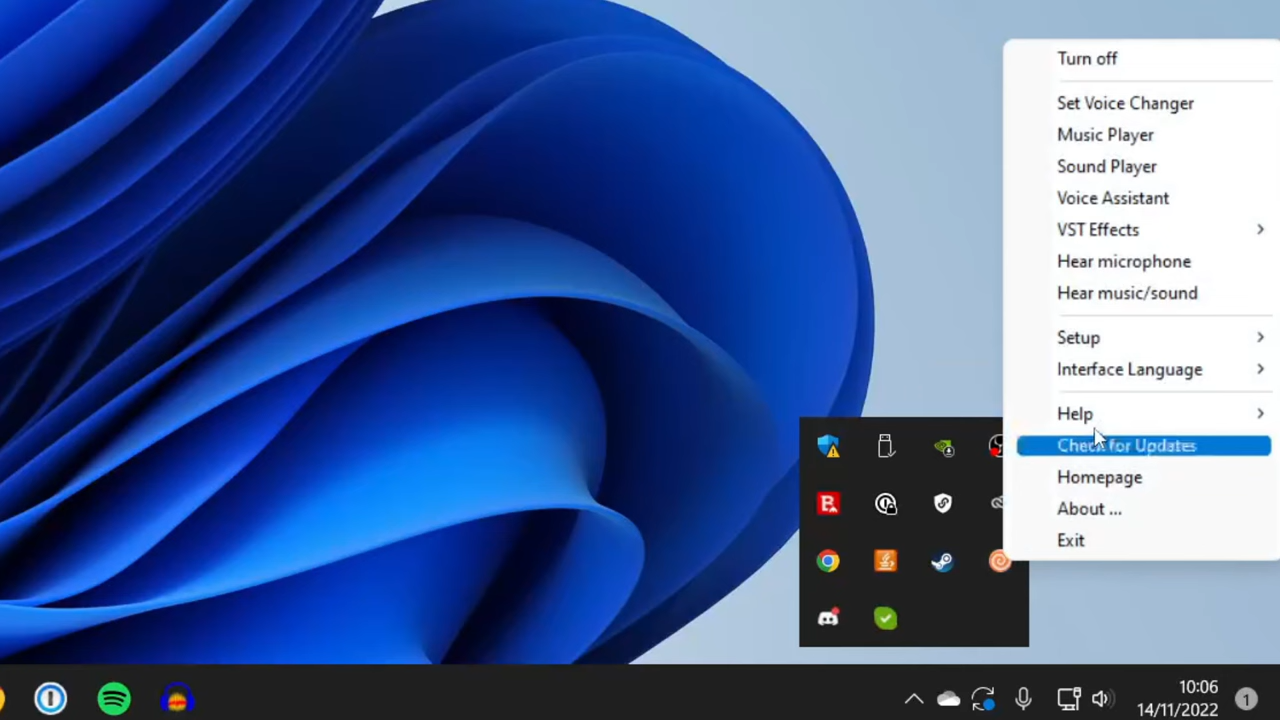 Turn off
Set Voice Changer
Music Player
Sound Player
Voice Assistant
VST Effects
Hear microphone
Hear music/sound
Setup
Interface Language
Help
Check for Updates
Homepage
About ...
Exit
10:06
14/11/2022
1